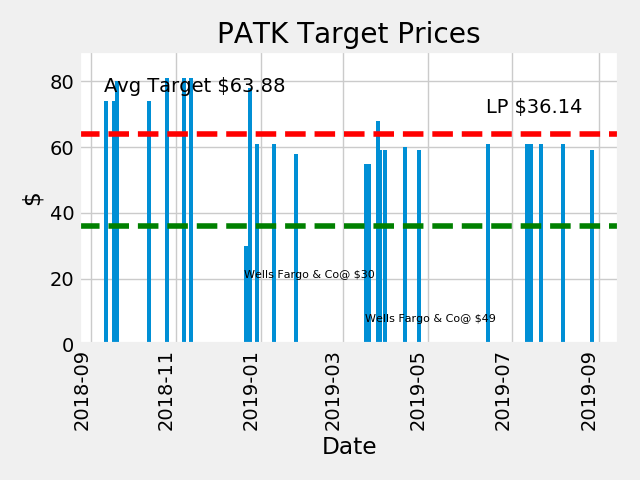 PATK Target Prices
Avg Target $63.88
LP $36.14
Wells Fargo & Co@ $30
Wells Fargo & Co@ $49
$
80
60
40
20
0
2018-09
2018-11
2019-01
2019-03
2019-05
2019-07
2019-09
Date